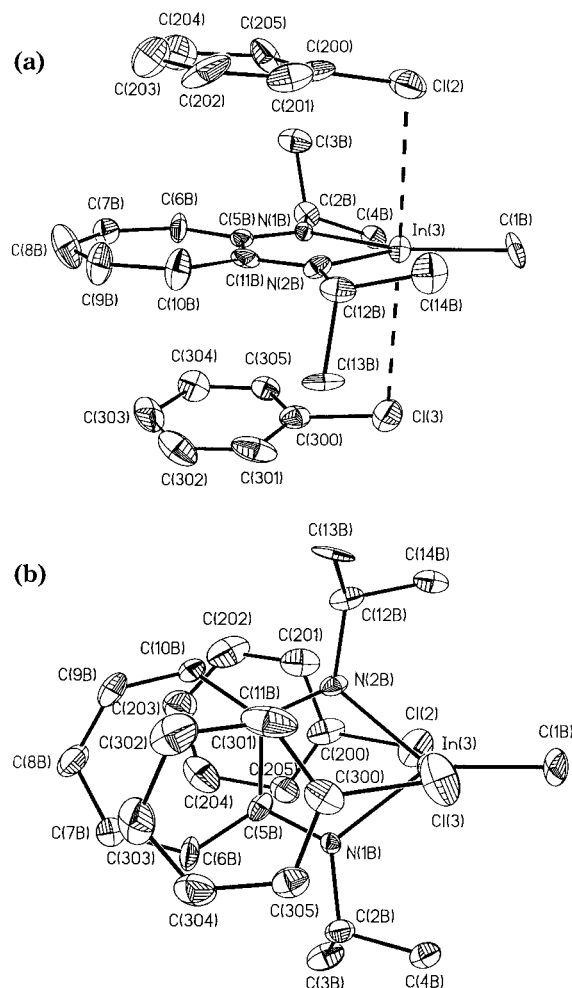 (a)
C(204)
C(205)
C(200)
C(203)
C(202)
C(201)
Cl(2)
C(3B)
C(7B)
C(6B)
C(5B)
N(1B)
C(2B)
C(4B)
In(3)
C(1B)
C(8B)
C(9B)
C(10B)
C(11B)
N(2B)
C(12B)
C(14B)
C(304)
C(305)
C(13B)
C(303)
C(300)
Cl(3)
C(302)
C(301)
(b)
C(13B)
C(14B)
C(202)
C(201)
C(12B)
C(10B)
C(9B)
N(2B)
C(11B)
Cl(2)
C(1B)
C(203)
In(3)
C(302)
C(301)
C(200)
C(8B)
C(205)
C(300)
C(204)
Cl(3)
C(7B)
C(5B)
C(6B)
N(1B)
C(303)
C(304)
C(305)
C(2B)
C(3B)
C(4B)